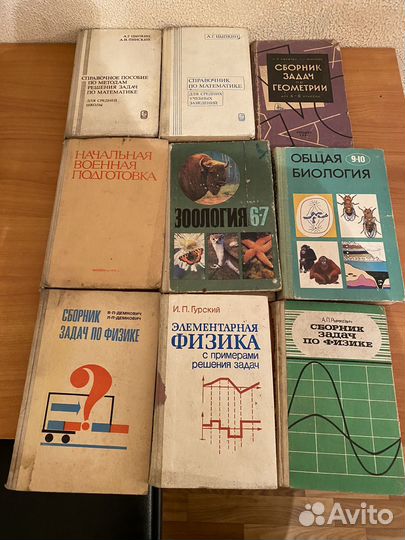 А.Г. ЦЫПКИН
А.И. ПИНСКИЙ
СПРАВОЧНОЕ ПОСОБИЕ
ПО МЕТОДАМ
РЕШЕНИЯ ЗАДАЧ
ПО МАТЕМАТИКЕ
ДЛЯ СРЕДНЕЙ
ШКОЛЫ
А.Г. ЦЫПКИН
СПРАВОЧНИК
ПО МАТЕМАТИКЕ
ДЛЯ СРЕДНИХ
УЧЕБНЫХ
ЗАВЕДЕНИЙ
СБОРНИК
ЗАДАЧ
ПО
ГЕОМЕТРИИ
НАЧАЛЬНАЯ
ВОЕННАЯ
ПОДГОТОВКА
ЗООЛОГИЯ 6-7
ОБЩАЯ 9-10
БИОЛОГИЯ
В·П·ДЕМКОВИЧ
Л·П·ДЕМКОВИЧ
СБОРНИК
ЗАДАЧ ПО ФИЗИКЕ
И. П. Гурский
ЭЛЕМЕНТАРНАЯ
ФИЗИКА
с примерами
решения задач
А.П. Рымкевич
СБОРНИК
ЗАДАЧ
ПО ФИЗИКЕ
Avito